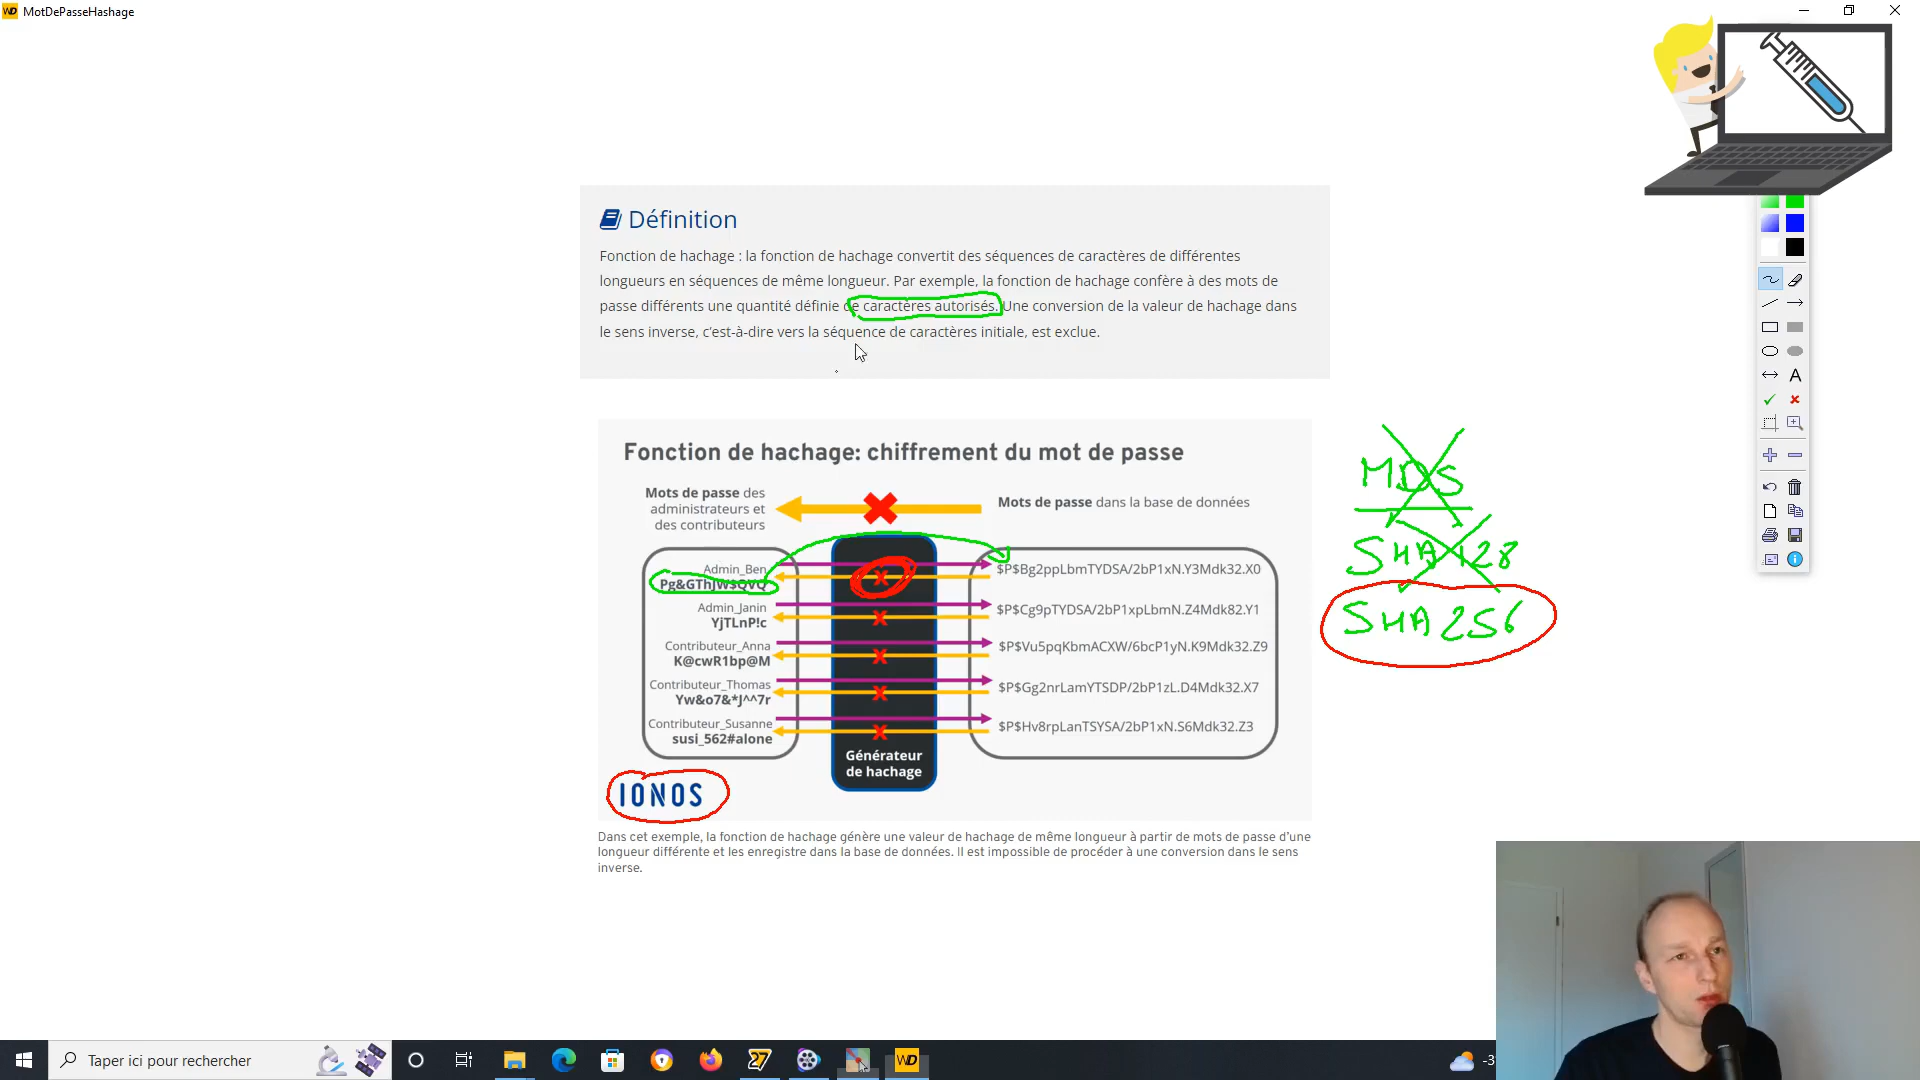 MotDePasseHashage
Définition
Fonction de hachage : la fonction de hachage convertit des séquences de caractères de différentes
longueurs en séquences de même longueur. Par exemple, la fonction de hachage confère à des mots de
passe différents une quantité définie de caractères autorisés. Une conversion de la valeur de hachage dans
le sens inverse, c'est-à-dire vers la séquence de caractères initiale, est exclue.
Fonction de hachage: chiffrement du mot de passe
Mots de passe des
administrateurs et
des contributeurs
Mots de passe dans la base de données
Admin_Ben
Pg&GThJW$QVQ
$P$Bg2ppLbmTYDSA/2bP1xN.Y3Mdk32.X0
Admin_Janin
YjTLnP!c
$P$Cg9pTYDSA/2bP1xpLbmN.Z4Mdk82.Y1
Contributeur_Anna
K@cwR1bp@M
$P$Vu5pqKbmACXW/6bcP1yN.K9Mdk32.Z9
Contributeur_Thomas
Yw&o7&*J^^7r
$P$Gg2nrLamYTSDP/2bP1zL.D4Mdk32.X7
Contributeur_Susanne
susi_562#alone
$P$Hv8rpLanTSYSA/2bP1xN.S6Mdk32.Z3
Générateur
de hachage
IONOS
Dans cet exemple, la fonction de hachage génère une valeur de hachage de même longueur à partir de mots de passe d'une
longueur différente et les enregistre dans la base de données. Il est impossible de procéder à une conversion dans le sens
inverse.
MD5
SHA128
SHA256
A
Taper ici pour rechercher
27
WD
-3